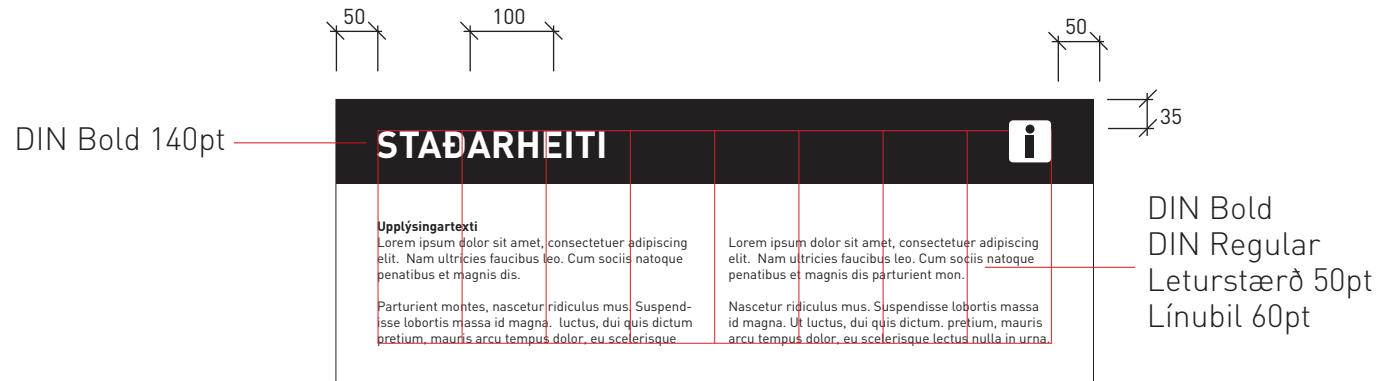 50
100
50
35
DIN Bold 140pt
STAÐARHEITI
i
Upplýsingartexti
Lorem ipsum dolor sit amet, consectetuer adipiscing
elit.  Nam ultricies faucibus leo. Cum sociis natoque
penatibus et magnis dis.
Parturient montes, nascetur ridiculus mus. Suspend-
isse lobortis massa id magna.  luctus, dui quis dictum
pretium, mauris arcu tempus dolor, eu scelerisque
Lorem ipsum dolor sit amet, consectetuer adipiscing
elit.  Nam ultricies faucibus leo. Cum sociis natoque
penatibus et magnis dis parturient mon.
Nascetur ridiculus mus. Suspendisse lobortis massa
id magna. Ut luctus, dui quis dictum. pretium, mauris
arcu tempus dolor, eu scelerisque lectus nulla in urna.
DIN Bold
DIN Regular
Leturstærð 50pt
Línubil 60pt